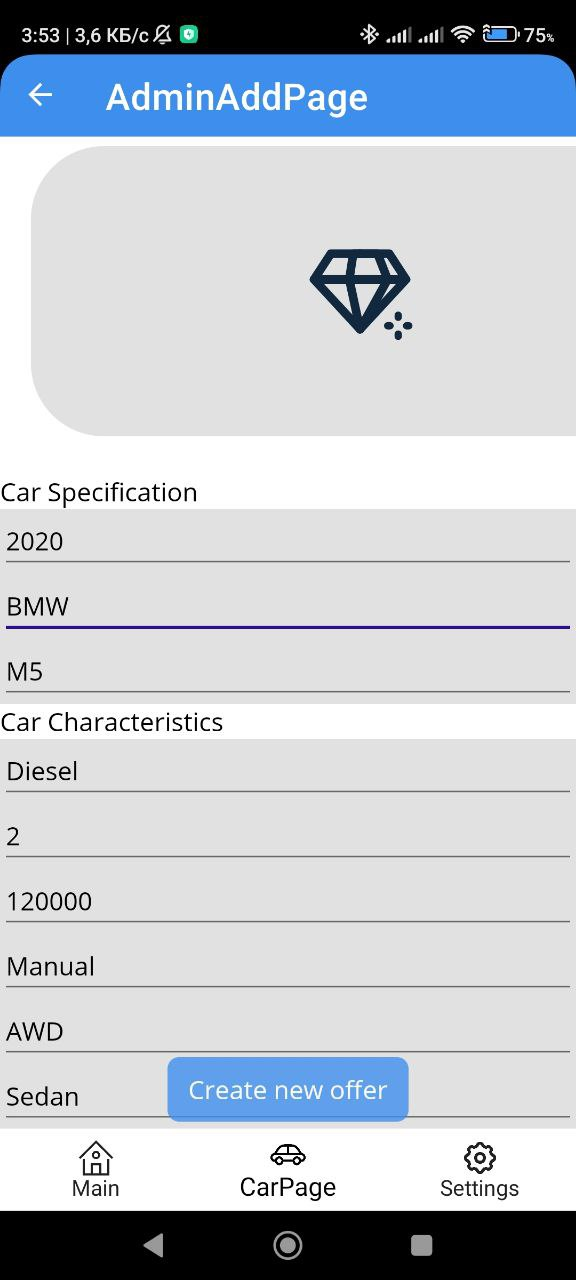 3:53 | 3,6 КБ/с 75%
AdminAddPage
Car Specification
2020
BMW
M5
Car Characteristics
Diesel
2
120000
Manual
AWD
Sedan
Create new offer
Main CarPage Settings